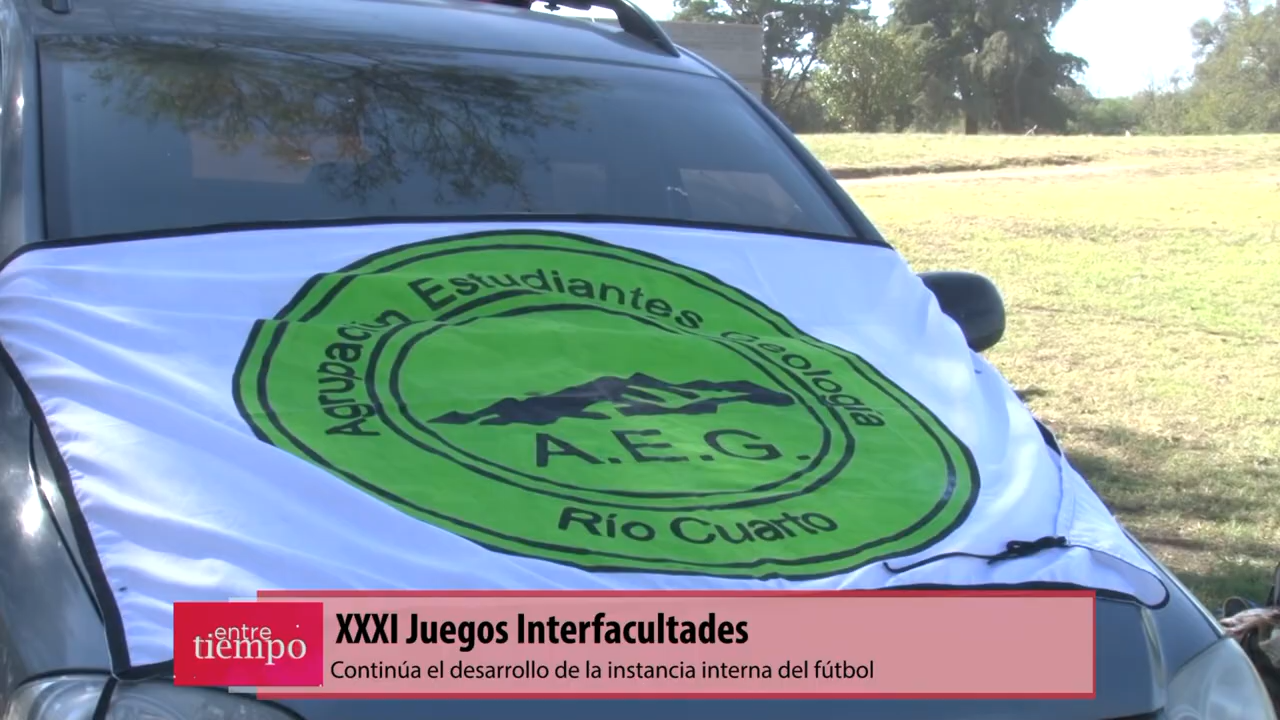 Agrupación Estudiantes Geología
A.E.G.
Río Cuarto
entre
tiempo
XXXI Juegos Interfacultades
Continúa el desarrollo de la instancia interna del fútbol